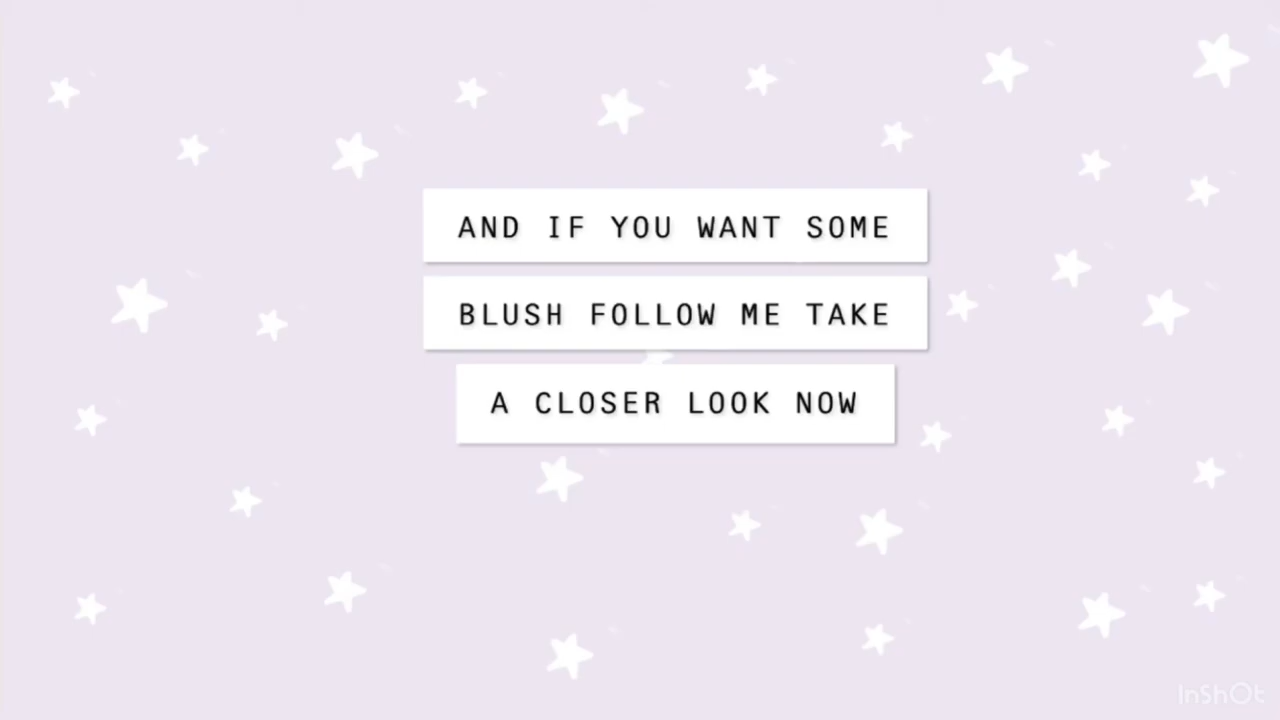 AND IF YOU WANT SOME
BLUSH FOLLOW ME TAKE
A CLOSER LOOK NOW
InShOt